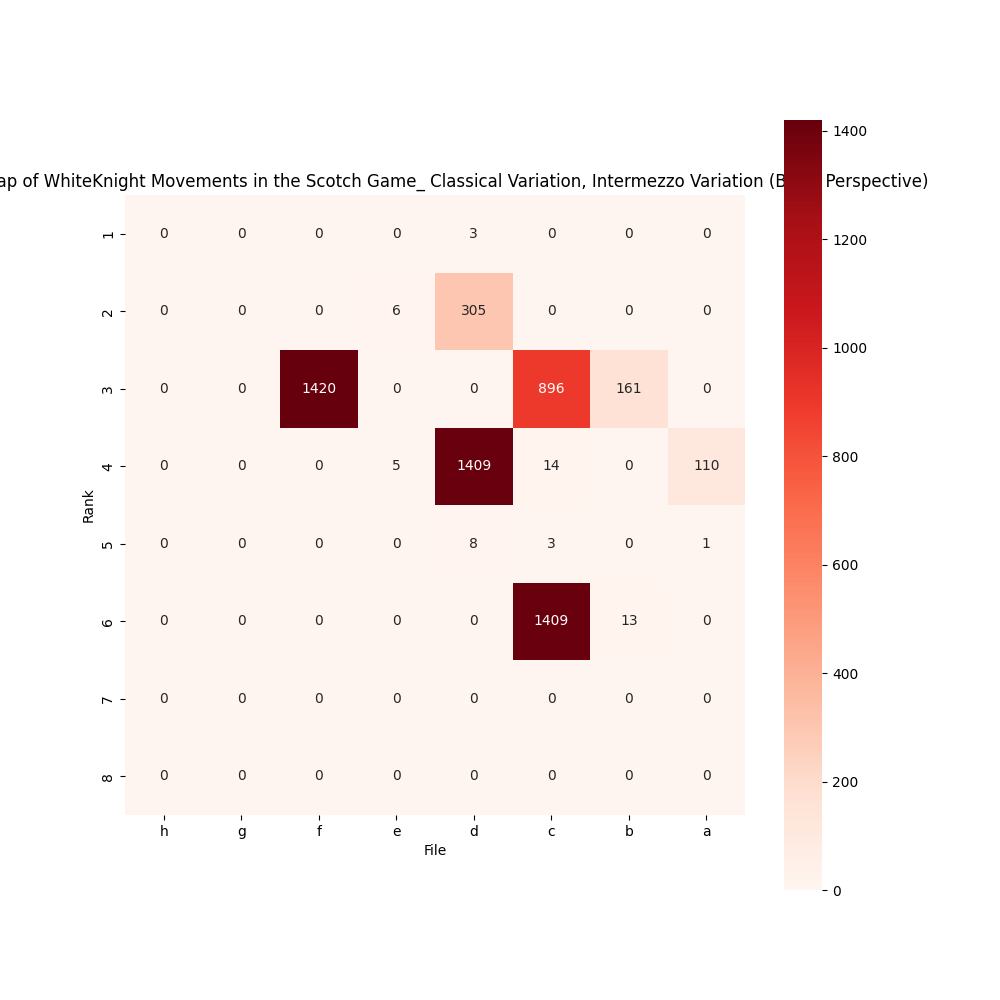 ap of WhiteKnight Movements in the Scotch Game_ Classical Variation, Intermezzo Variation (B Perspective)
1 0 0 0 0 3 0 0 0
2 0 0 0 6 305 0 0 0
3 0 0 1420 0 0 896 161 0
4 0 0 0 5 1409 14 0 110
5 0 0 0 0 8 3 0 1
6 0 0 0 0 0 1409 13 0
7 0 0 0 0 0 0 0 0
8 0 0 0 0 0 0 0 0
h g f e d c b a
File
Rank
1400
1200
1000
800
600
400
200
0